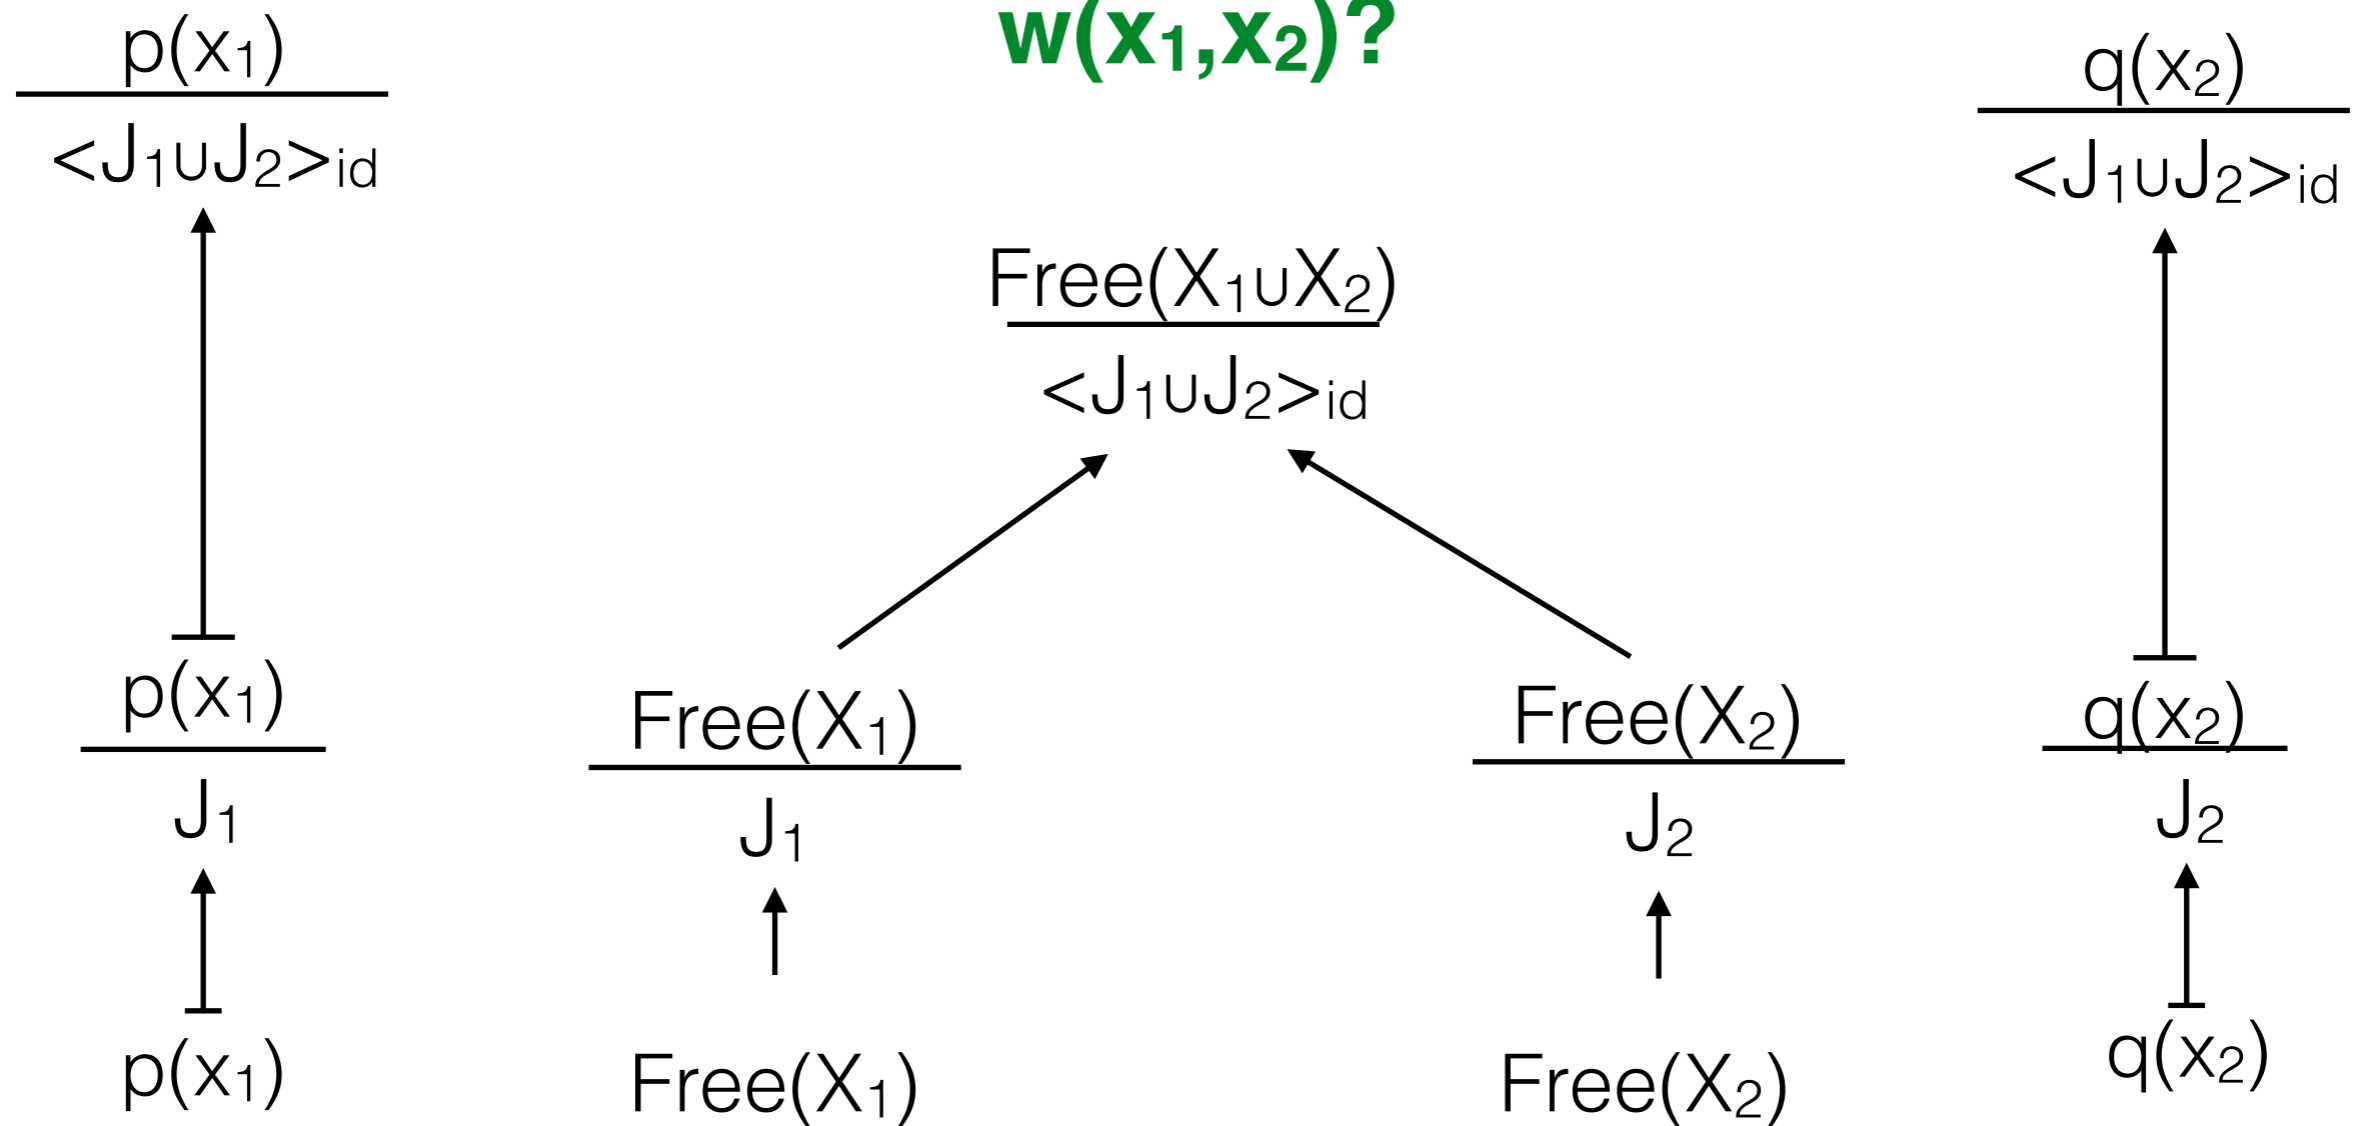 w(x₁,x₂)?
p(x₁)
<J₁∪J₂>id
q(x₂)
<J₁∪J₂>id
Free(X₁∪X₂)
<J₁∪J₂>id
p(x₁)
J₁
Free(X₁)
J₁
Free(X₂)
J₂
q(x₂)
J₂
p(x₁)
Free(X₁)
Free(X₂)
q(x₂)